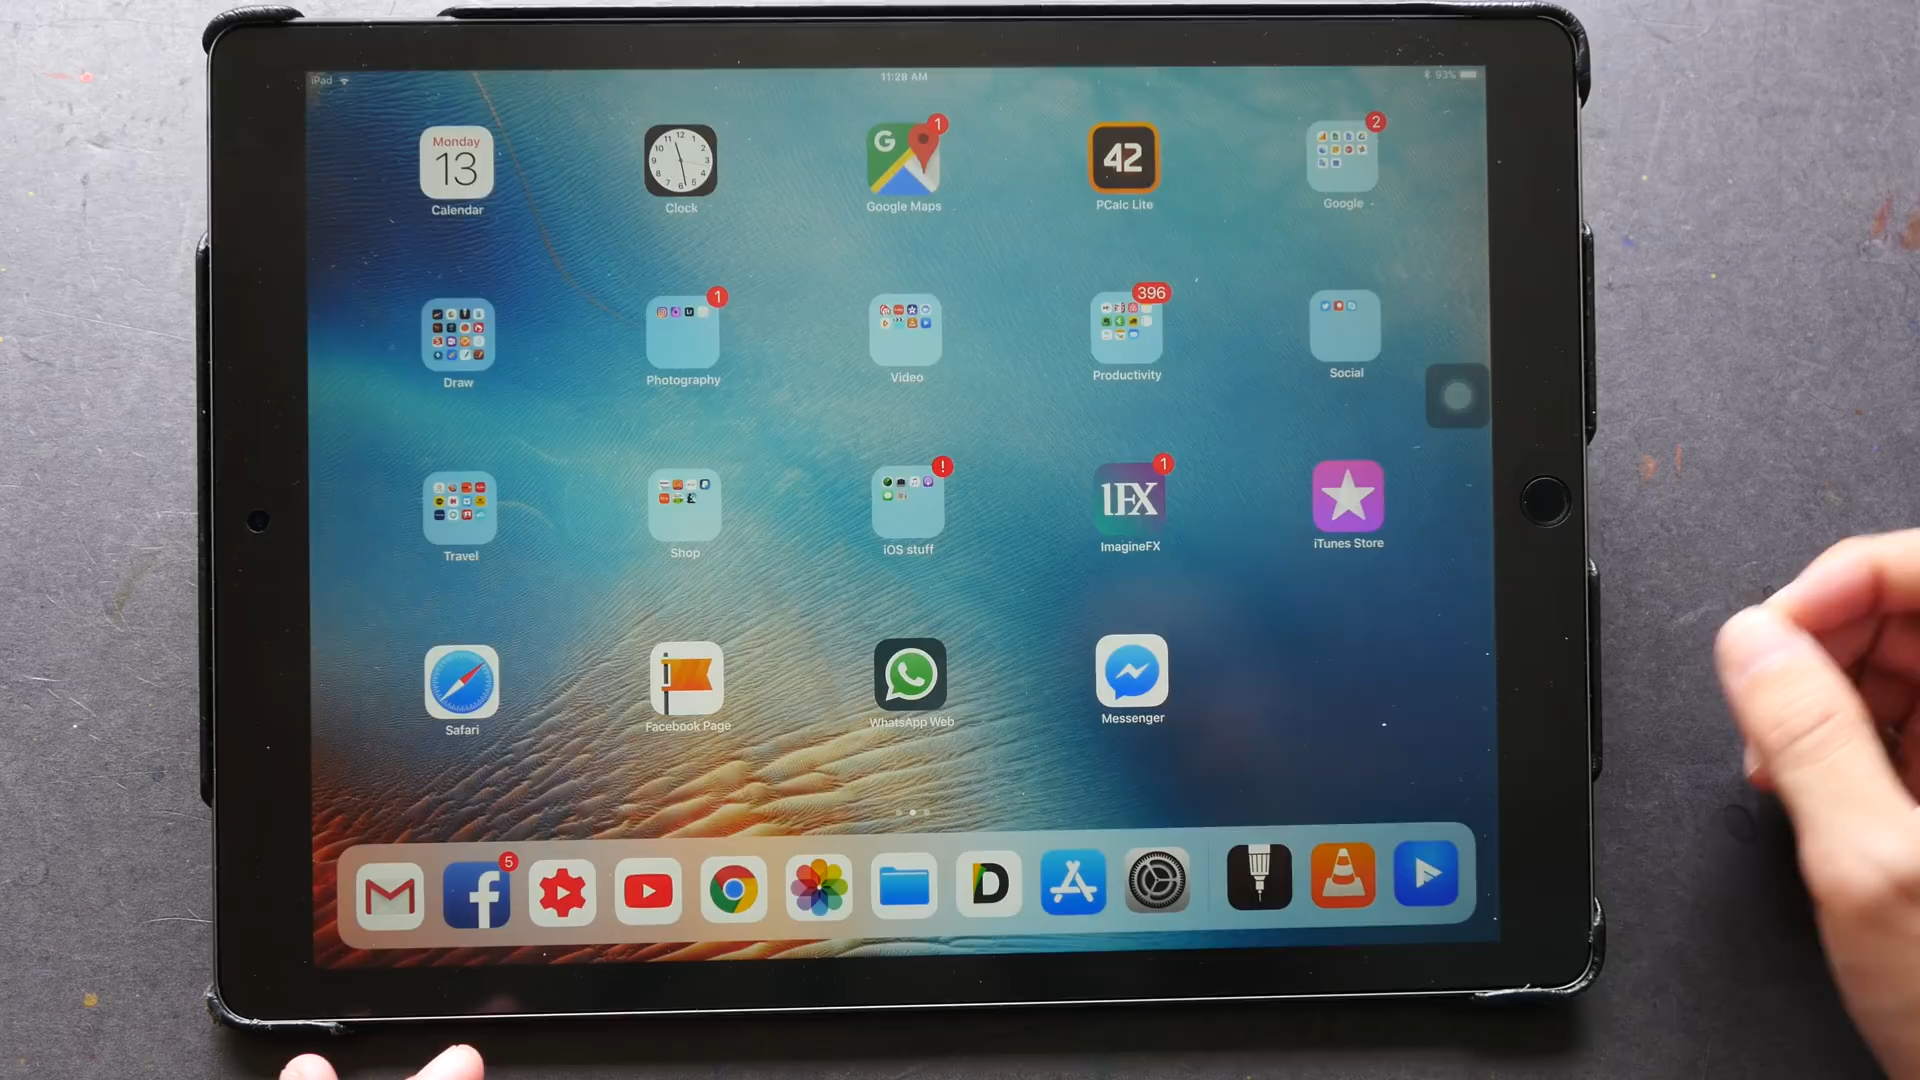 iPad 11:28 AM 93%
1 2
Monday
13 12 G 42
Calendar Clock Google Maps PCalc Lite Google
1 396
Draw Photography Video Productivity Social
! 1
1FX
Travel Shop iOS stuff ImagineFX iTunes Store
Safari Facebook Page WhatsApp Web Messenger
5
M f D